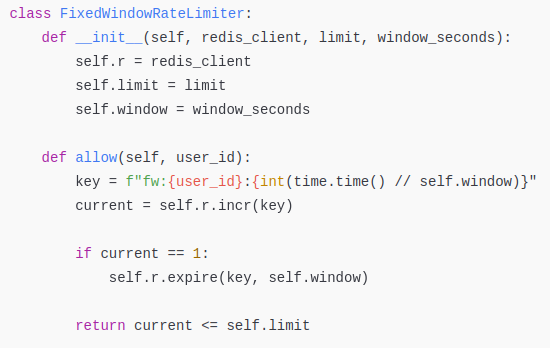 class FixedWindowRateLimiter:
    def __init__(self, redis_client, limit, window_seconds):
        self.r = redis_client
        self.limit = limit
        self.window = window_seconds

    def allow(self, user_id):
        key = f"fw:{user_id}:{int(time.time() // self.window)}"
        current = self.r.incr(key)

        if current == 1:
            self.r.expire(key, self.window)

        return current <= self.limit